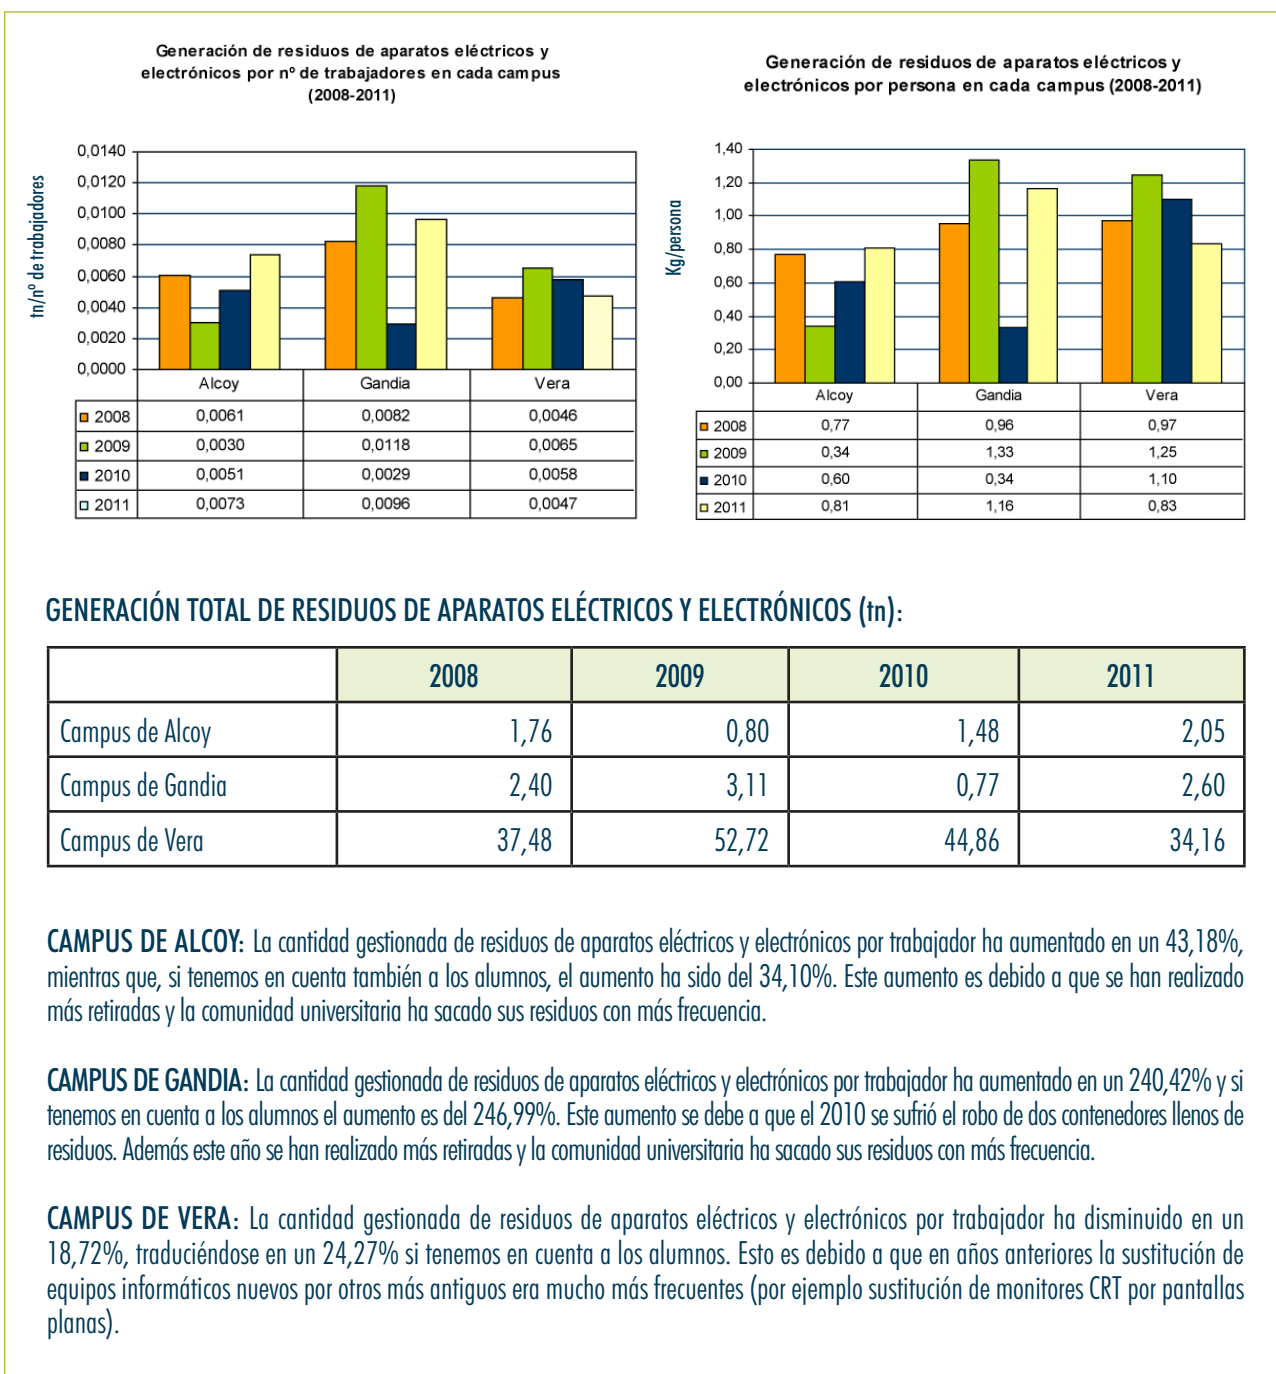 Generación de residuos de aparatos eléctricos y
electrónicos por nº de trabajadores en cada campus
(2008-2011)
tn/nº de trabajadores
0,0140
0,0120
0,0100
0,0080
0,0060
0,0040
0,0020
0,0000
Alcoy Gandia Vera
2008 0,0061 0,0082 0,0046
2009 0,0030 0,0118 0,0065
2010 0,0051 0,0029 0,0058
2011 0,0073 0,0096 0,0047
Generación de residuos de aparatos eléctricos y
electrónicos por persona en cada campus (2008-2011)
Kg/persona
1,40
1,20
1,00
0,80
0,60
0,40
0,20
0,00
Alcoy Gandia Vera
2008 0,77 0,96 0,97
2009 0,34 1,33 1,25
2010 0,60 0,34 1,10
2011 0,81 1,16 0,83
GENERACIÓN TOTAL DE RESIDUOS DE APARATOS ELÉCTRICOS Y ELECTRÓNICOS (tn):
2008 2009 2010 2011
Campus de Alcoy 1,76 0,80 1,48 2,05
Campus de Gandia 2,40 3,11 0,77 2,60
Campus de Vera 37,48 52,72 44,86 34,16
CAMPUS DE ALCOY: La cantidad gestionada de residuos de aparatos eléctricos y electrónicos por trabajador ha aumentado en un 43,18%,
mientras que, si tenemos en cuenta también a los alumnos, el aumento ha sido del 34,10%. Este aumento es debido a que se han realizado
más retiradas y la comunidad universitaria ha sacado sus residuos con más frecuencia.
CAMPUS DE GANDIA: La cantidad gestionada de residuos de aparatos eléctricos y electrónicos por trabajador ha aumentado en un 240,42% y si
tenemos en cuenta a los alumnos el aumento es del 246,99%. Este aumento se debe a que el 2010 se sufrió el robo de dos contenedores llenos de
residuos. Además este año se han realizado más retiradas y la comunidad universitaria ha sacado sus residuos con más frecuencia.
CAMPUS DE VERA: La cantidad gestionada de residuos de aparatos eléctricos y electrónicos por trabajador ha disminuido en un
18,72%, traduciéndose en un 24,27% si tenemos en cuenta a los alumnos. Esto es debido a que en años anteriores la sustitución de
equipos informáticos nuevos por otros más antiguos era mucho más frecuentes (por ejemplo sustitución de monitores CRT por pantallas
planas).